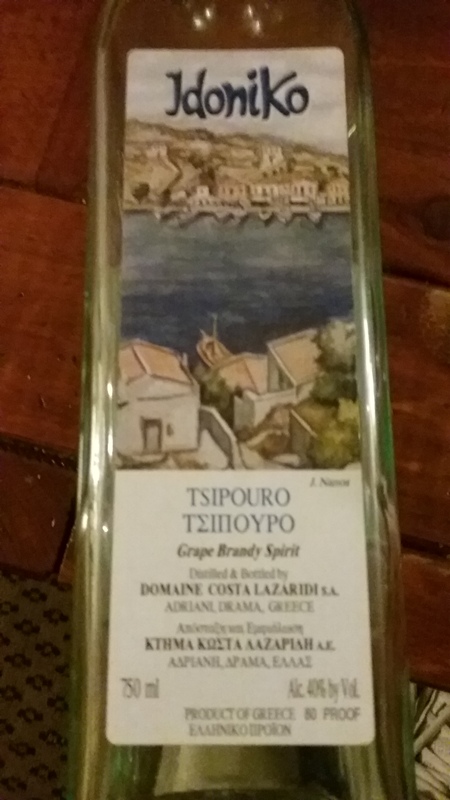 Idoniko
TSIPOURO
ΤΣΙΠΟΥΡΟ
Grape Brandy Spirit
Distilled & Bottled by
DOMAINE COSTA LAZARIDI S.A.
ADRIANI, DRAMA, GREECE
Απόσταξη και Εμφιάλωση
ΚΤΗΜΑ ΚΩΣΤΑ ΛΑΖΑΡΙΔΗ Α.Ε.
ΑΔΡΙΑΝΗ, ΔΡΑΜΑ, ΕΛΛΑΣ
750 ml Alc. 40% by Vol.
PRODUCT OF GREECE 80 PROOF
ΕΛΛΗΝΙΚΟ ΠΡΟΪΟΝ